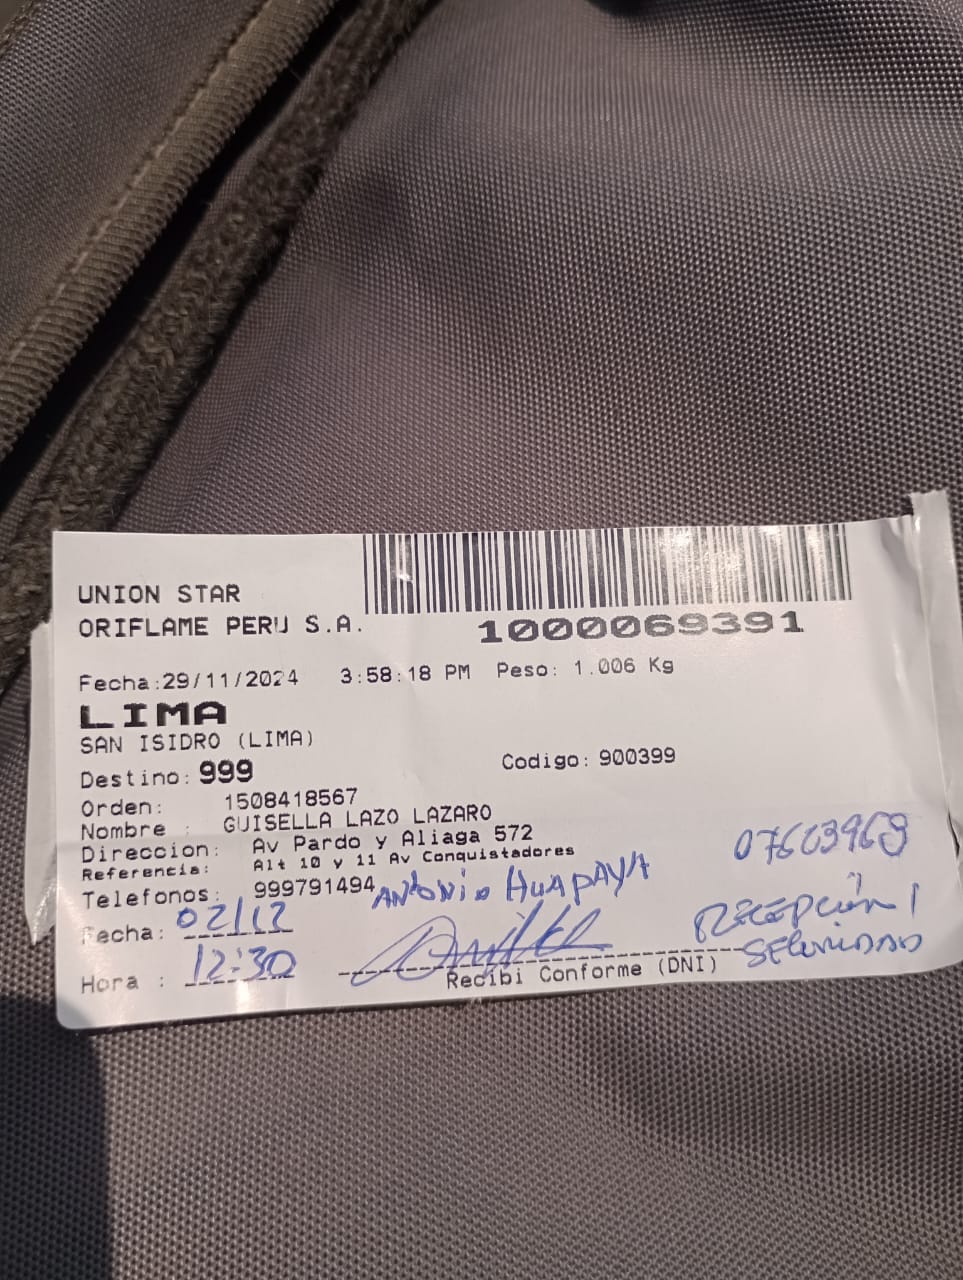 UNION STAR
ORIFLAME PERU S.A.
1000069391
Fecha:29/11/2024 3:58:18 PM Peso: 1.006 Kg
LIMA
SAN ISIDRO (LIMA)
Destino: 999 Codigo: 900399
Orden: 1508418567
Nombre : GUISELLA LAZO LAZARO
Direccion: Av Pardo y Aliaga 572
Referencia: Alt 10 y 11 Av Conquistadores
Telefonos: 999791494
ANtoNio HUAPAYA
07603969
Fecha: 02/12
RECEPCIÓN /
SEGURIDAD
Hora : 12:30
Recibi Conforme (DNI)